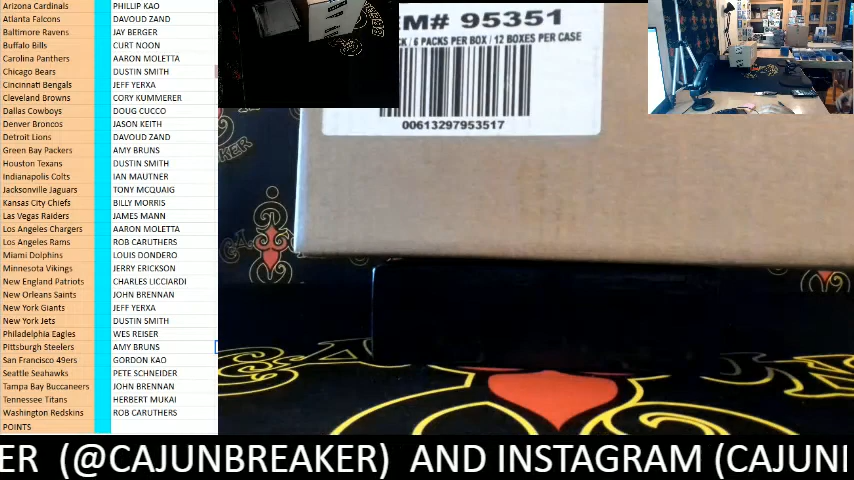 Arizona Cardinals PHILLIP KAO
Atlanta Falcons DAVOUD ZAND
Baltimore Ravens JAY BERGER
Buffalo Bills CURT NOON
Carolina Panthers AARON MOLETTA
Chicago Bears DUSTIN SMITH
Cincinnati Bengals JEFF YERXA
Cleveland Browns CORY KUMMERER
Dallas Cowboys DOUG CUCCO
Denver Broncos JASON KEITH
Detroit Lions DAVOUD ZAND
Green Bay Packers AMY BRUNS
Houston Texans DUSTIN SMITH
Indianapolis Colts IAN MAUTNER
Jacksonville Jaguars TONY MCQUAIG
Kansas City Chiefs BILLY MORRIS
Las Vegas Raiders JAMES MANN
Los Angeles Chargers AARON MOLETTA
Los Angeles Rams ROB CARUTHERS
Miami Dolphins LOUIS DONDERO
Minnesota Vikings JERRY ERICKSON
New England Patriots CHARLES LICCIARDI
New Orleans Saints JOHN BRENNAN
New York Giants JEFF YERXA
New York Jets DUSTIN SMITH
Philadelphia Eagles WES REISER
Pittsburgh Steelers AMY BRUNS
San Francisco 49ers GORDON KAO
Seattle Seahawks PETE SCHNEIDER
Tampa Bay Buccaneers JOHN BRENNAN
Tennessee Titans HERBERT MUKAI
Washington Redskins ROB CARUTHERS
POINTS
EM# 95351
CK / 6 PACKS PER BOX / 12 BOXES PER CASE
00613297953517
ER (@CAJUNBREAKER) AND INSTAGRAM (CAJUNI